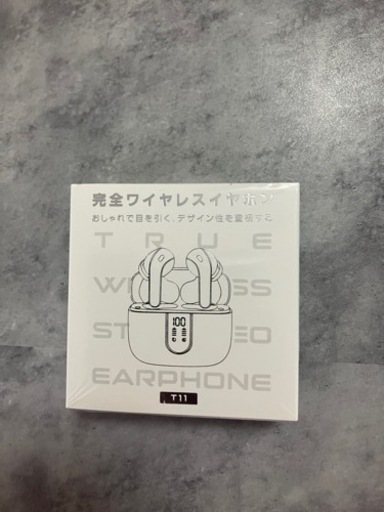 完全ワイヤレスイヤホン
おしゃれで目を引く、デザイン性を重視する
TRUE
WIRELESS
STEREO
EARPHONE
100
T11